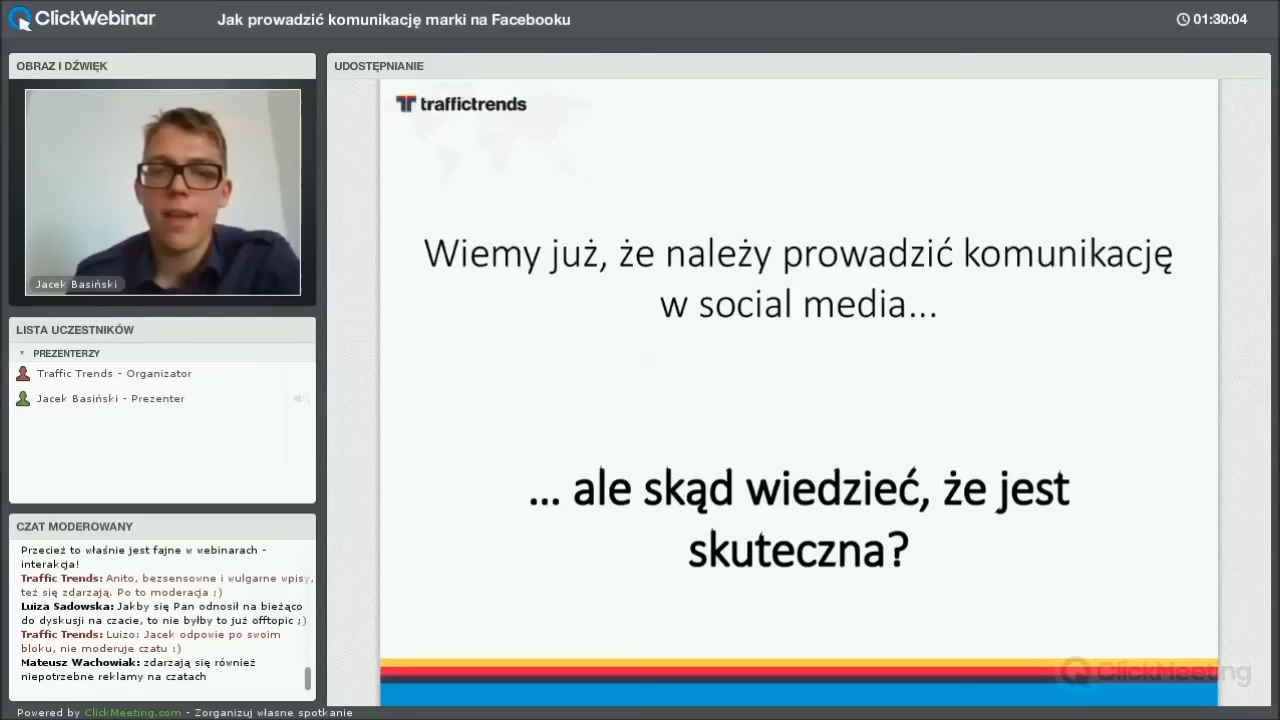 ClickWebinar
Jak prowadzić komunikację marki na Facebooku
01:30:04
OBRAZ I DŹWIĘK
Jacek Basiński
LISTA UCZESTNIKÓW
PREZENTERZY
Traffic Trends - Organizator
Jacek Basiński - Prezenter
CZAT MODEROWANY
Przecież to właśnie jest fajne w webinarach -
interakcja!
Traffic Trends: Anito, bezsensowne i wulgarne wpisy,
też się zdarzają. Po to moderacja ;)
Luiza Sadowska: Jakby się Pan odnosił na bieżąco
do dyskusji na czacie, to nie byłby to już offtopic ;)
Traffic Trends: Luizo: Jacek odpowie po swoim
bloku, nie moderuje czatu :)
Mateusz Wachowiak: zdarzają się również
niepotrzebne reklamy na czatach
UDOSTĘPNIANIE
traffictrends
Wiemy już, że należy prowadzić komunikację
w social media...
... ale skąd wiedzieć, że jest
skuteczna?
ClickMeeting
Powered by ClickMeeting.com - Zorganizuj własne spotkanie